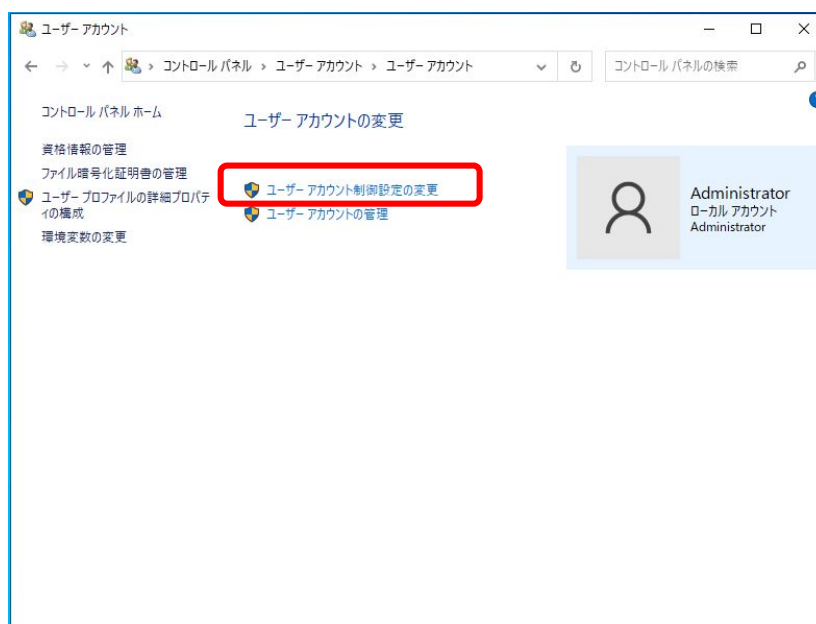 ユーザー アカウント
コントロール パネル › ユーザー アカウント › ユーザー アカウント
コントロール パネルの検索
コントロール パネル ホーム
資格情報の管理
ファイル暗号化証明書の管理
ユーザー プロファイルの詳細プロパテ
ィの構成
環境変数の変更
ユーザー アカウントの変更
ユーザー アカウント制御設定の変更
ユーザー アカウントの管理
Administrator
ローカル アカウント
Administrator